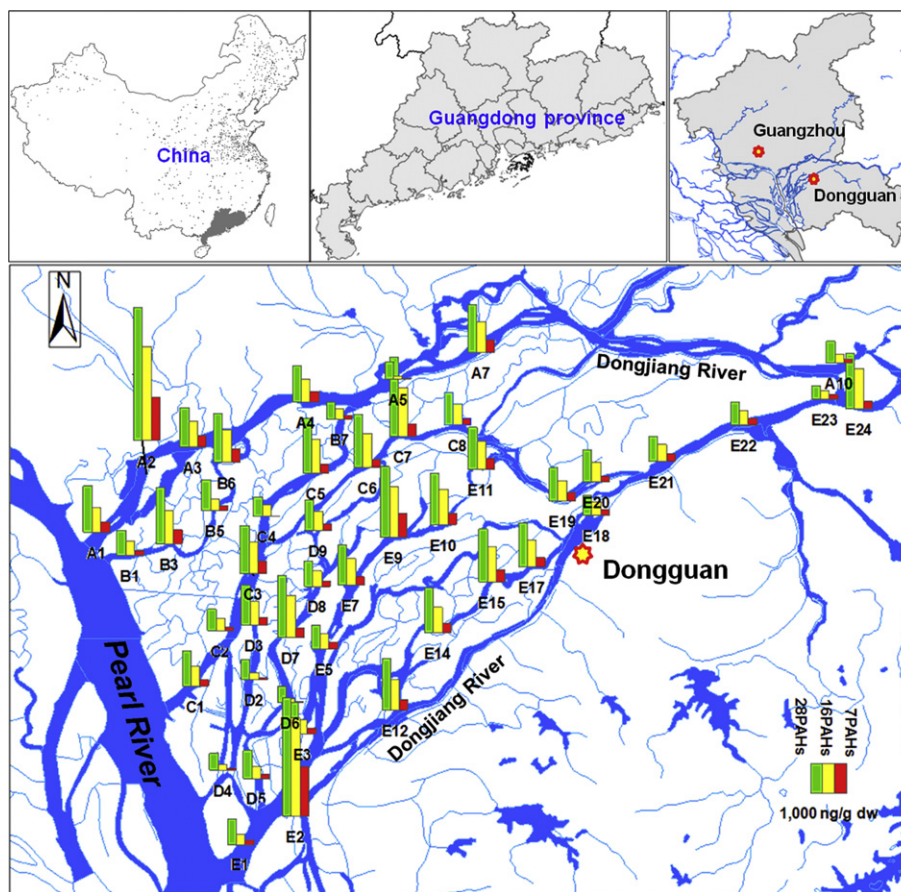 China
Guangdong province
Guangzhou
Dongguan
N
A7
Dongjiang River
A10
A2
A3
A4
B7
A5
C7
C8
E23
E24
E22
B6
C5
C6
E11
E21
A1
B1
B3
B5
C4
D9
E9
E10
E19
E20
E18
Dongguan
C3
D8
E7
E15
E17
C2
D3
D7
E5
E14
Pearl River
C1
D2
D6
E3
E12
Dongjiang River
D4
D5
E2
E1
28PAHs
16PAHs
7PAHs
1,000 ng/g dw